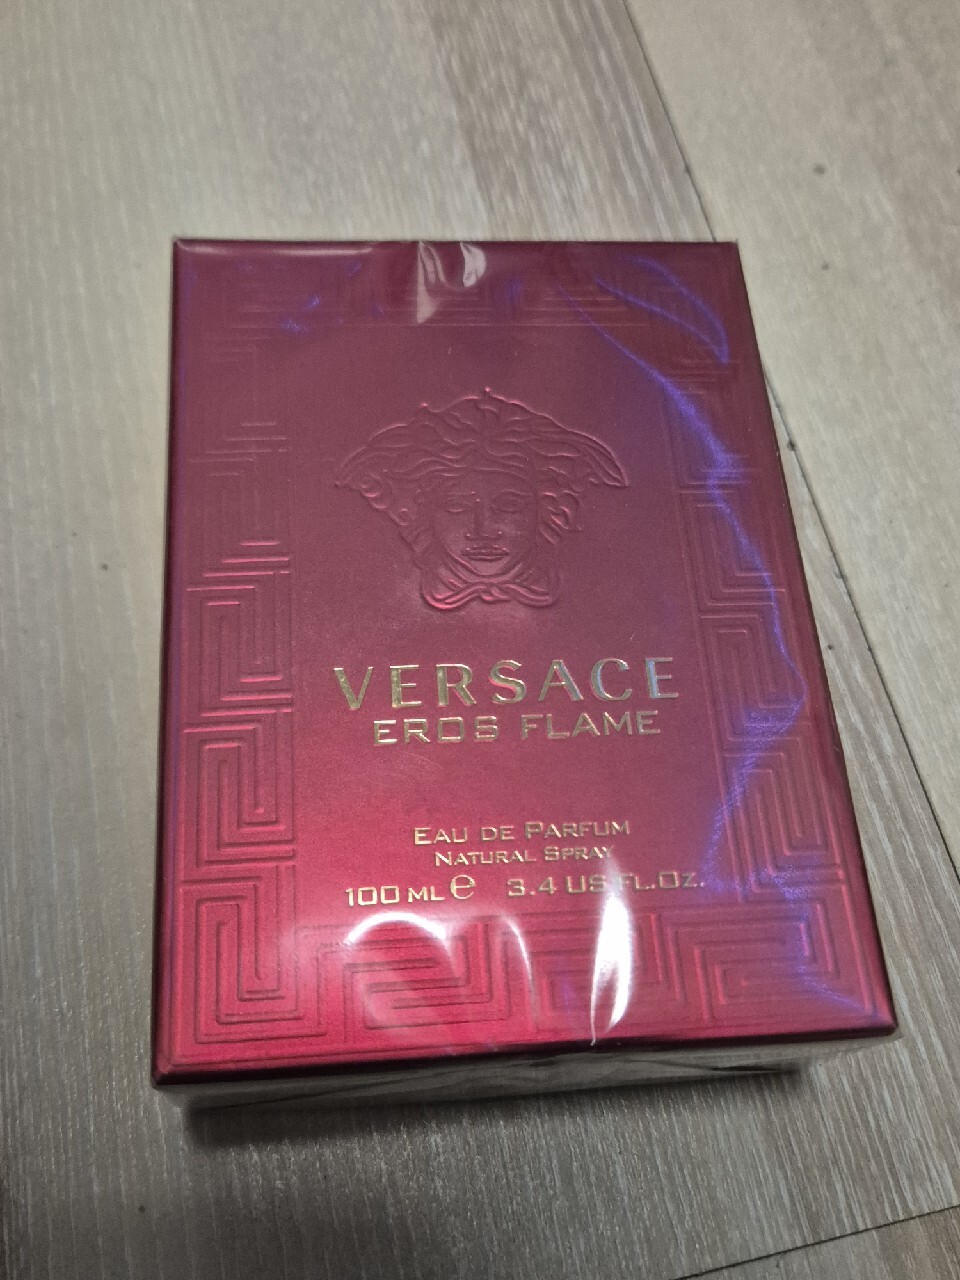 VERSACE
EROS FLAME
EAU DE PARFUM
NATURAL SPRAY
100 ML ℮ 3.4 US FL.OZ.